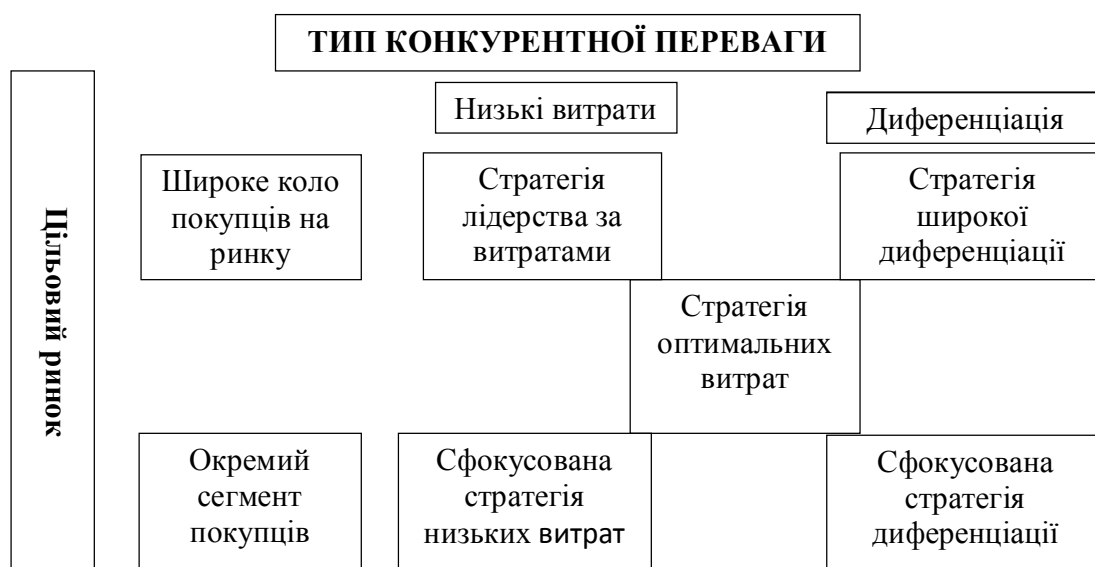 ТИП КОНКУРЕНТНОЇ ПЕРЕВАГИ
Цільовий ринок
Низькі витрати
Диференціація
Широке коло
покупців на
ринку
Стратегія
лідерства за
витратами
Стратегія
широкої
диференціації
Стратегія
оптимальних
витрат
Окремий
сегмент
покупців
Сфокусована
стратегія
низьких витрат
Сфокусована
стратегія
диференціації